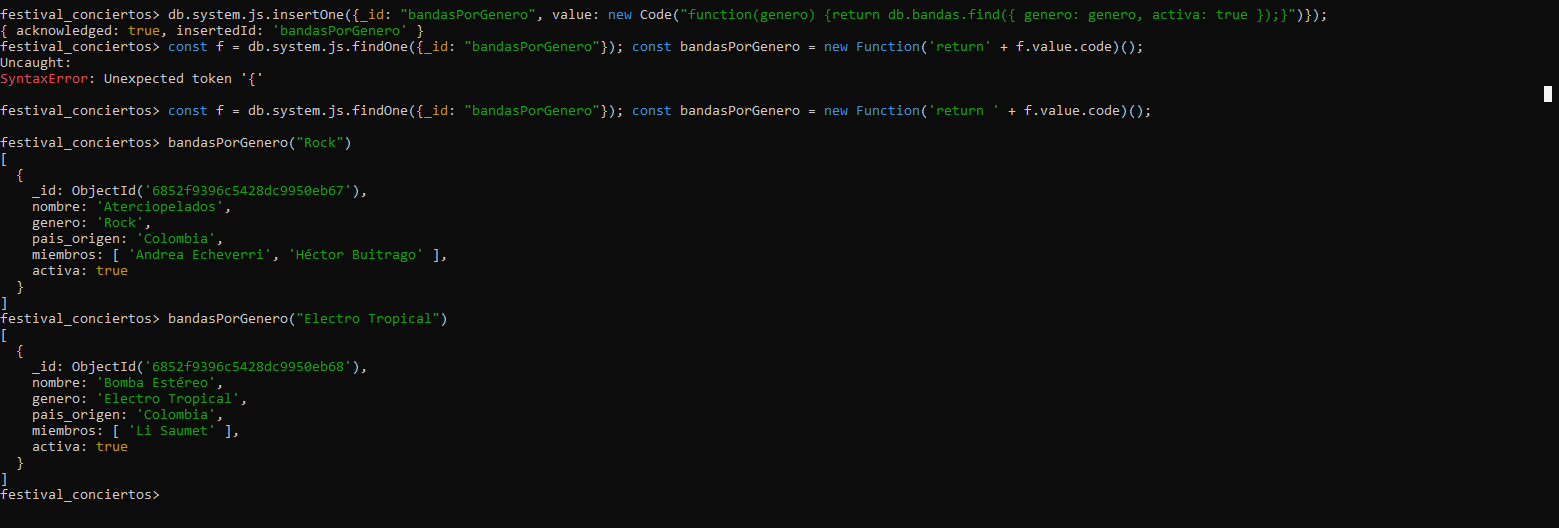 festival_conciertos> db.system.js.insertOne({_id: "bandasPorGenero", value: new Code("function(genero) {return db.bandas.find({ genero: genero, activa: true });}")});
{ acknowledged: true, insertedId: 'bandasPorGenero' }
festival_conciertos> const f = db.system.js.findOne({_id: "bandasPorGenero"}); const bandasPorGenero = new Function('return' + f.value.code)();
Uncaught:
SyntaxError: Unexpected token '{'
festival_conciertos> const f = db.system.js.findOne({_id: "bandasPorGenero"}); const bandasPorGenero = new Function('return ' + f.value.code)();
festival_conciertos> bandasPorGenero("Rock")
[
  {
    _id: ObjectId('6852f9396c5428dc9950eb67'),
    nombre: 'Aterciopelados',
    genero: 'Rock',
    pais_origen: 'Colombia',
    miembros: [ 'Andrea Echeverri', 'Héctor Buitrago' ],
    activa: true
  }
]
festival_conciertos> bandasPorGenero("Electro Tropical")
[
  {
    _id: ObjectId('6852f9396c5428dc9950eb68'),
    nombre: 'Bomba Estéreo',
    genero: 'Electro Tropical',
    pais_origen: 'Colombia',
    miembros: [ 'Li Saumet' ],
    activa: true
  }
]
festival_conciertos>